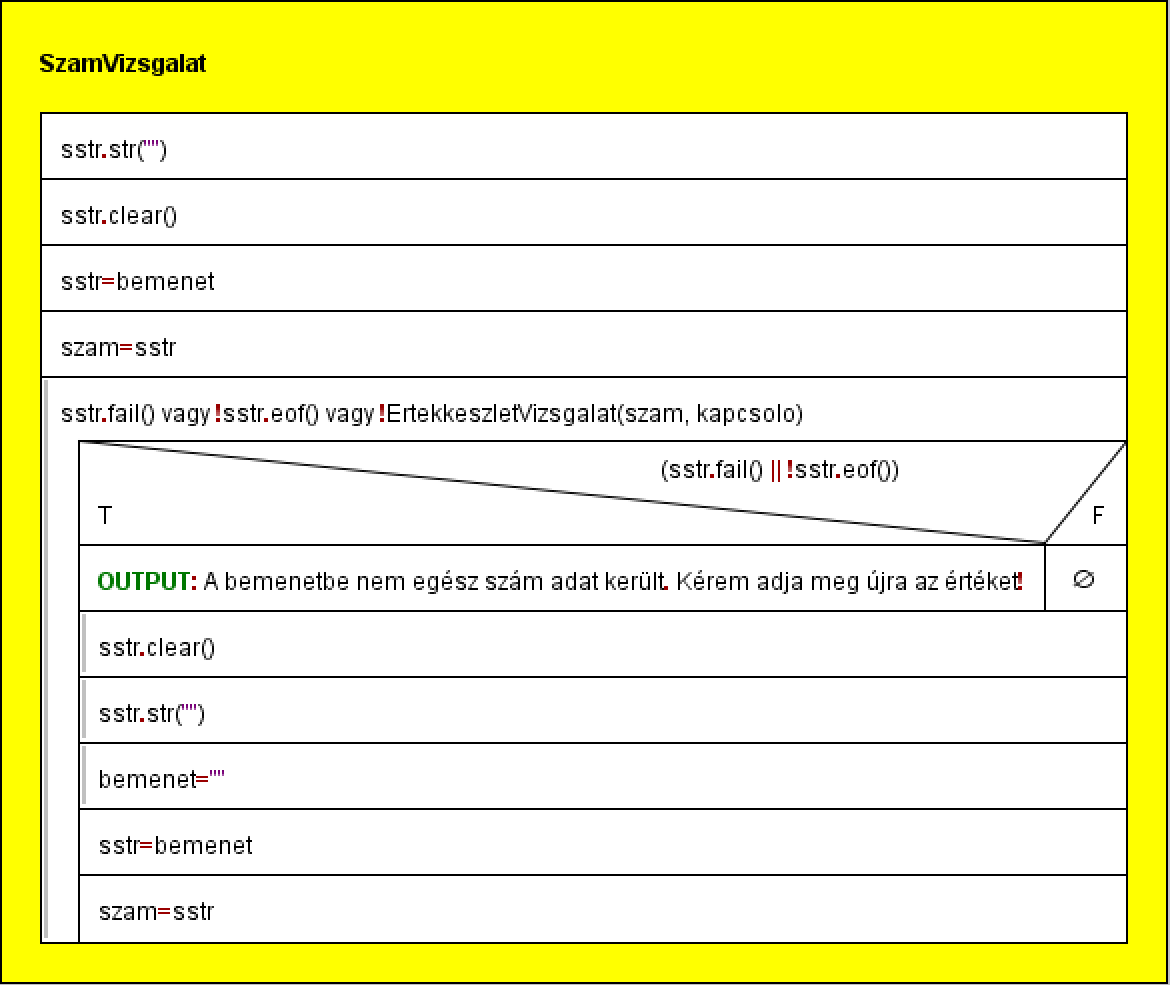 SzamVizsgalat
sstr.str("")
sstr.clear()
sstr=bemenet
szam=sstr
sstr.fail() vagy !sstr.eof() vagy !ErtekkeszletVizsgalat(szam, kapcsolo)
(sstr.fail() || !sstr.eof())
T
F
OUTPUT: A bemenetbe nem egész szám adat került. Kérem adja meg újra az értéket!
∅
sstr.clear()
sstr.str("")
bemenet=""
sstr=bemenet
szam=sstr